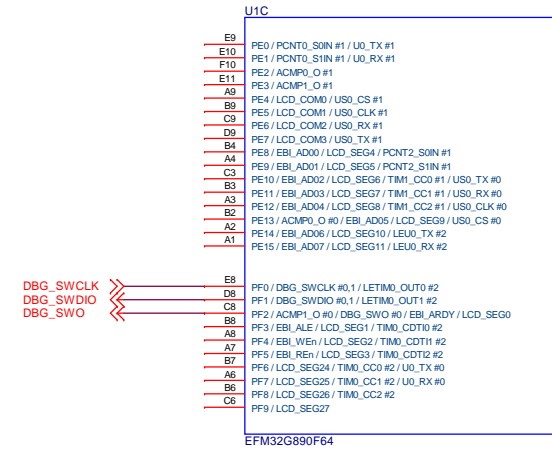 U1C
E9 PE0 / PCNT0_S0IN #1 / U0_TX #1
E10 PE1 / PCNT0_S1IN #1 / U0_RX #1
F10 PE2 / ACMP0_O #1
E11 PE3 / ACMP1_O #1
A9 PE4 / LCD_COM0 / US0_CS #1
B9 PE5 / LCD_COM1 / US0_CLK #1
C9 PE6 / LCD_COM2 / US0_RX #1
D9 PE7 / LCD_COM3 / US0_TX #1
B4 PE8 / EBI_AD00 / LCD_SEG4 / PCNT2_S0IN #1
A4 PE9 / EBI_AD01 / LCD_SEG5 / PCNT2_S1IN #1
C3 PE10 / EBI_AD02 / LCD_SEG6 / TIM1_CC0 #1 / US0_TX #0
B3 PE11 / EBI_AD03 / LCD_SEG7 / TIM1_CC1 #1 / US0_RX #0
A3 PE12 / EBI_AD04 / LCD_SEG8 / TIM1_CC2 #1 / US0_CLK #0
B2 PE13 / ACMP0_O #0 / EBI_AD05 / LCD_SEG9 / US0_CS #0
A2 PE14 / EBI_AD06 / LCD_SEG10 / LEU0_TX #2
A1 PE15 / EBI_AD07 / LCD_SEG11 / LEU0_RX #2
DBG_SWCLK E8 PF0 / DBG_SWCLK #0,1 / LETIM0_OUT0 #2
DBG_SWDIO D8 PF1 / DBG_SWDIO #0,1 / LETIM0_OUT1 #2
DBG_SWO C8 PF2 / ACMP1_O #0 / DBG_SWO #0 / EBI_ARDY / LCD_SEG0
B8 PF3 / EBI_ALE / LCD_SEG1 / TIM0_CDTI0 #2
A8 PF4 / EBI_WEn / LCD_SEG2 / TIM0_CDTI1 #2
A7 PF5 / EBI_REn / LCD_SEG3 / TIM0_CDTI2 #2
B7 PF6 / LCD_SEG24 / TIM0_CC0 #2 / U0_TX #0
A6 PF7 / LCD_SEG25 / TIM0_CC1 #2 / U0_RX #0
B6 PF8 / LCD_SEG26 / TIM0_CC2 #2
C6 PF9 / LCD_SEG27
EFM32G890F64